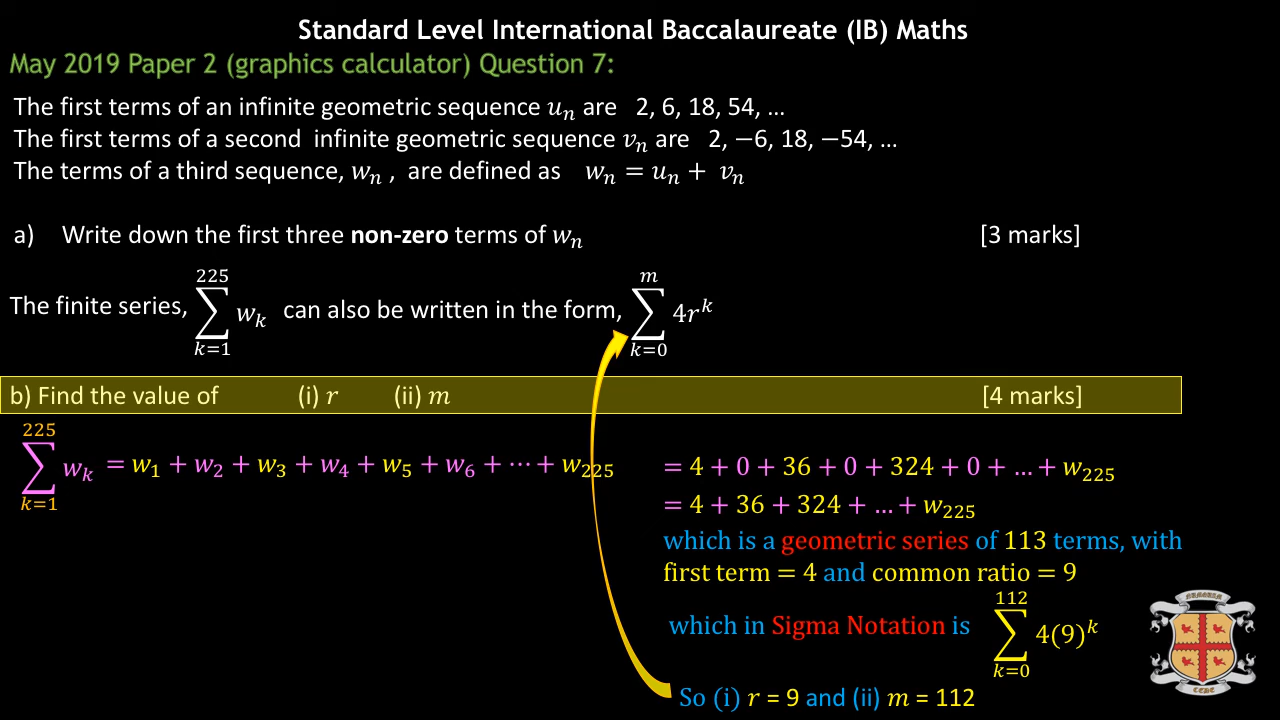 Standard Level International Baccalaureate (IB) Maths
May 2019 Paper 2 (graphics calculator) Question 7:
The first terms of an infinite geometric sequence uₙ are 2, 6, 18, 54, …
The first terms of a second infinite geometric sequence vₙ are 2, −6, 18, −54, …
The terms of a third sequence, wₙ , are defined as wₙ = uₙ + vₙ
a) Write down the first three non-zero terms of wₙ [3 marks]
The finite series, ∑_{k=1}^{225} w_k can also be written in the form, ∑_{k=0}^{m} 4r^k
b) Find the value of (i) r (ii) m [4 marks]
∑_{k=1}^{225} w_k = w₁ + w₂ + w₃ + w₄ + w₅ + w₆ + ⋯ + w₂₂₅
= 4 + 0 + 36 + 0 + 324 + 0 + … + w₂₂₅
= 4 + 36 + 324 + … + w₂₂₅
which is a geometric series of 113 terms, with
first term = 4 and common ratio = 9
which in Sigma Notation is ∑_{k=0}^{112} 4(9)^k
So (i) r = 9 and (ii) m = 112